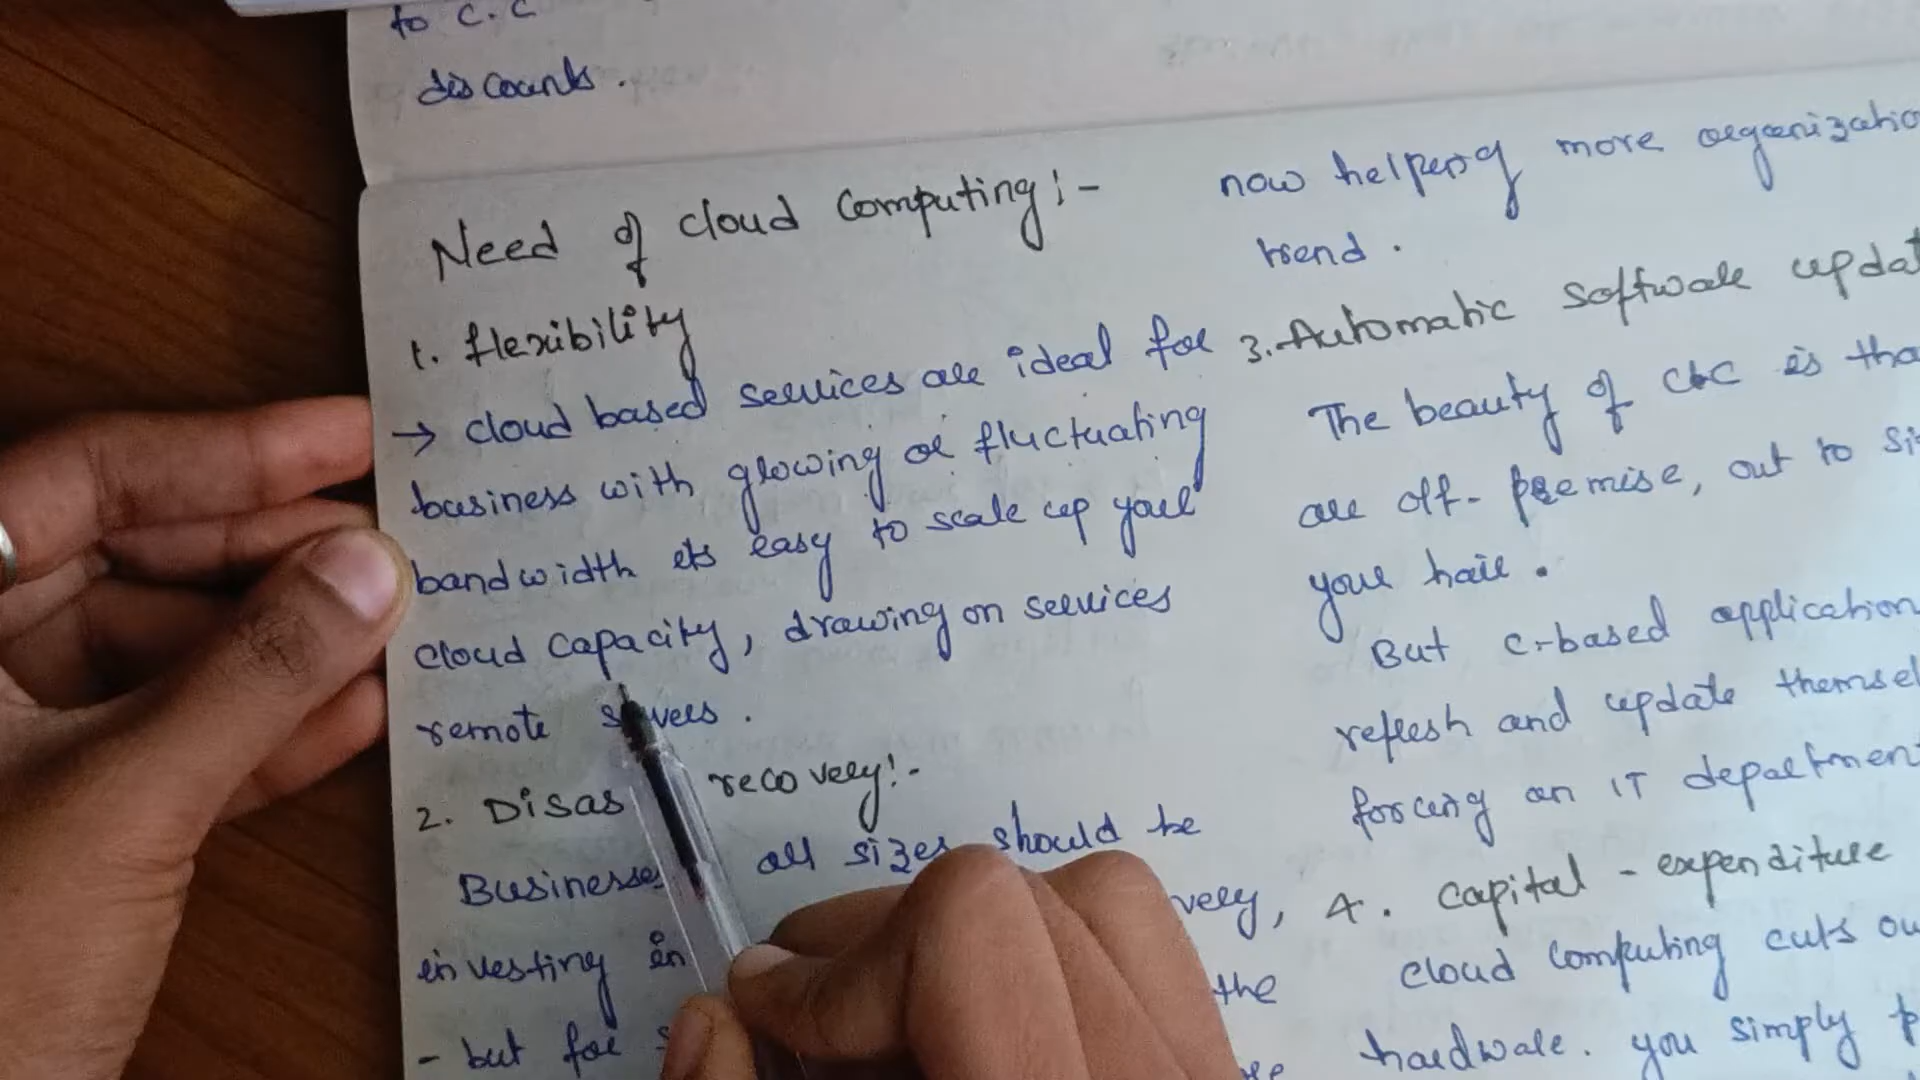 to C.C
discounts.
Need of cloud Computing:-
1. flexibility
→ cloud based services are ideal for
business with growing or fluctuating
bandwidth its easy to scale up your
cloud capacity, drawing on services
remote servers.
2. Disas recovery:-
Businesses all sizes should be
investing in very,
the
- but for
now helping more organizatio
trend.
3. Automatic software updat
The beauty of C.C is tha
are off-premise, out to si
your hair.
But C-based application
refresh and update themsel
forcing an IT department
4. Capital - expenditure
cloud computing cuts ou
hardware. you simply p